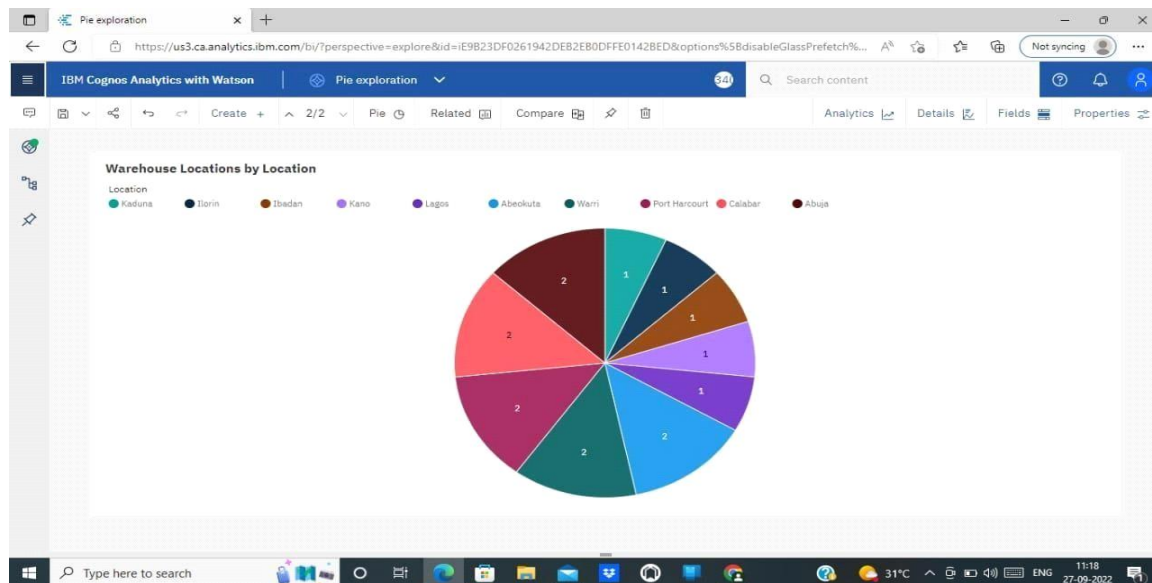 Pie exploration
https://us3.ca.analytics.ibm.com/bi/?perspective=explore&id=iE9B23DF0261942DEB2EB0DFFE0142BED&options%5BdisableGlassPrefetch%...
Not syncing
IBM Cognos Analytics with Watson
Pie exploration
Search content
Create + 2/2 Pie Related Compare
Analytics Details Fields Properties
Warehouse Locations by Location
Location
Kaduna Ilorin Ibadan Kano Lagos Abeokuta Warri Port Harcourt Calabar Abuja
2 1
1
1
2
1
1
2
2
2
Type here to search
31°C ENG
11:18
27-09-2022